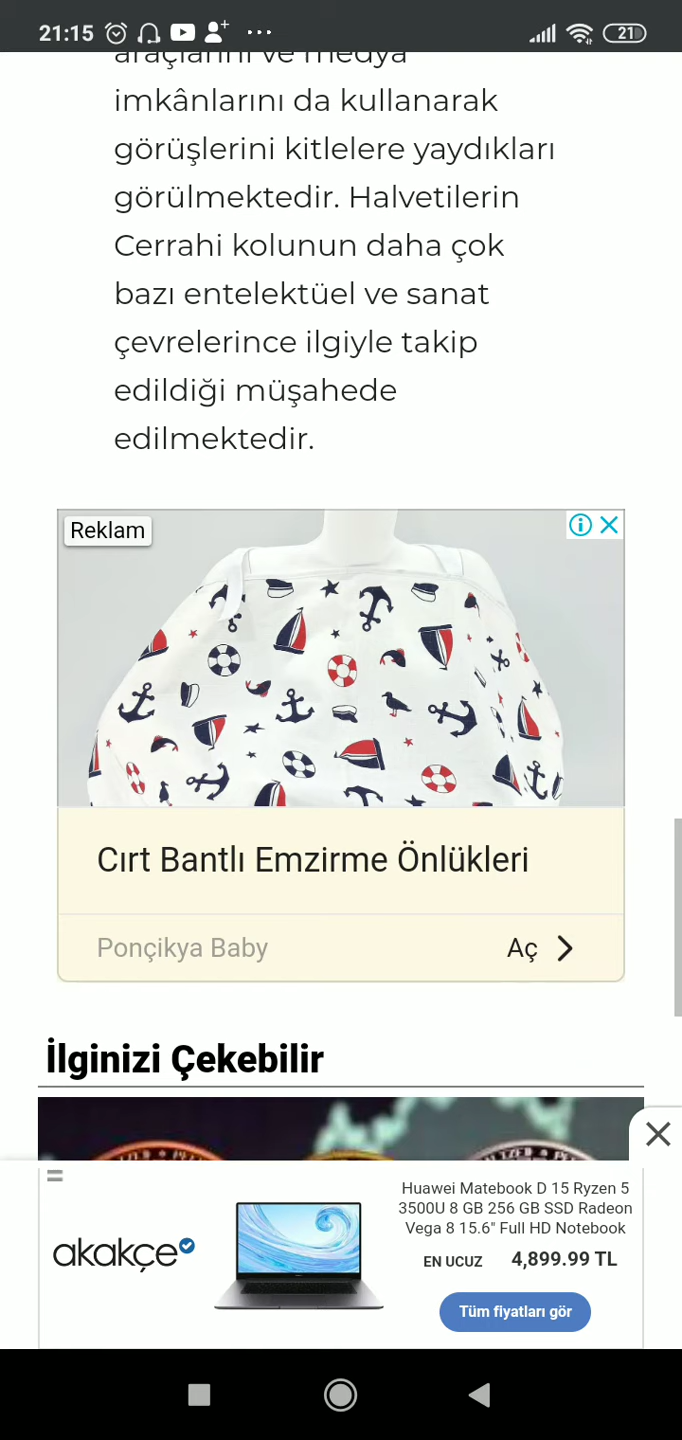 21:15
21
araçlarını ve medya
imkânlarını da kullanarak
görüşlerini kitlelere yaydıkları
görülmektedir. Halvetilerin
Cerrahi kolunun daha çok
bazı entelektüel ve sanat
çevrelerince ilgiyle takip
edildiği müşahede
edilmektedir.
Reklam
Cırt Bantlı Emzirme Önlükleri
Ponçikya Baby
Aç
İlginizi Çekebilir
akakçe
Huawei Matebook D 15 Ryzen 5
3500U 8 GB 256 GB SSD Radeon
Vega 8 15.6" Full HD Notebook
EN UCUZ 4,899.99 TL
Tüm fiyatları gör